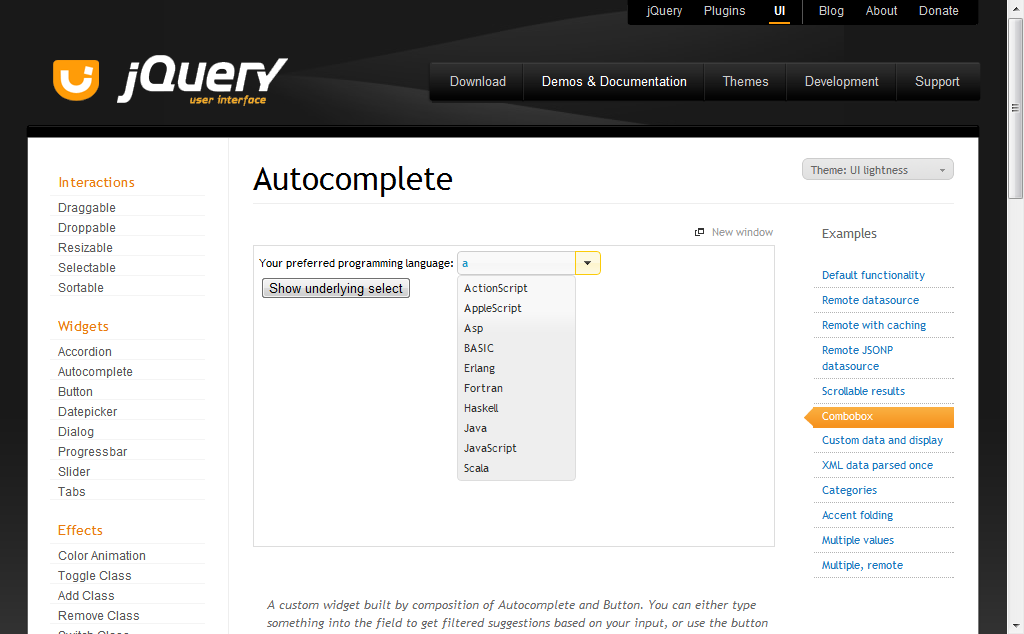 jQuery Plugins UI Blog About Donate
jQuery
user interface
Download Demos & Documentation Themes Development Support
Autocomplete
Theme: UI lightness
Interactions
Draggable
Droppable
Resizable
Selectable
Sortable
Widgets
Accordion
Autocomplete
Button
Datepicker
Dialog
Progressbar
Slider
Tabs
Effects
Color Animation
Toggle Class
Add Class
Remove Class
Switch Class
New window
Your preferred programming language: a
Show underlying select
ActionScript
AppleScript
Asp
BASIC
Erlang
Fortran
Haskell
Java
JavaScript
Scala
Examples
Default functionality
Remote datasource
Remote with caching
Remote JSONP
datasource
Scrollable results
Combobox
Custom data and display
XML data parsed once
Categories
Accent folding
Multiple values
Multiple, remote
A custom widget built by composition of Autocomplete and Button. You can either type
something into the field to get filtered suggestions based on your input, or use the button